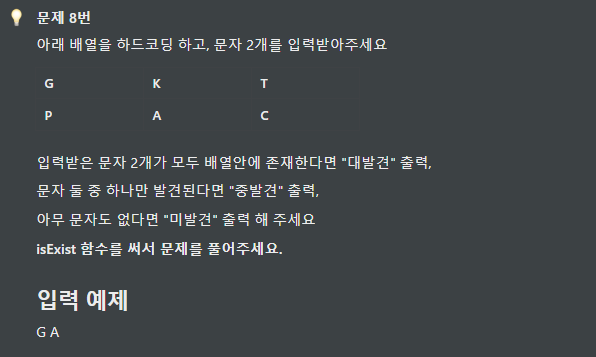 문제 8번
아래 배열을 하드코딩 하고, 문자 2개를 입력받아주세요
G K T
P A C
입력받은 문자 2개가 모두 배열안에 존재한다면 "대발견" 출력,
문자 둘 중 하나만 발견된다면 "중발견" 출력,
아무 문자도 없다면 "미발견" 출력 해 주세요
isExist 함수를 써서 문제를 풀어주세요.
입력 예제
G A